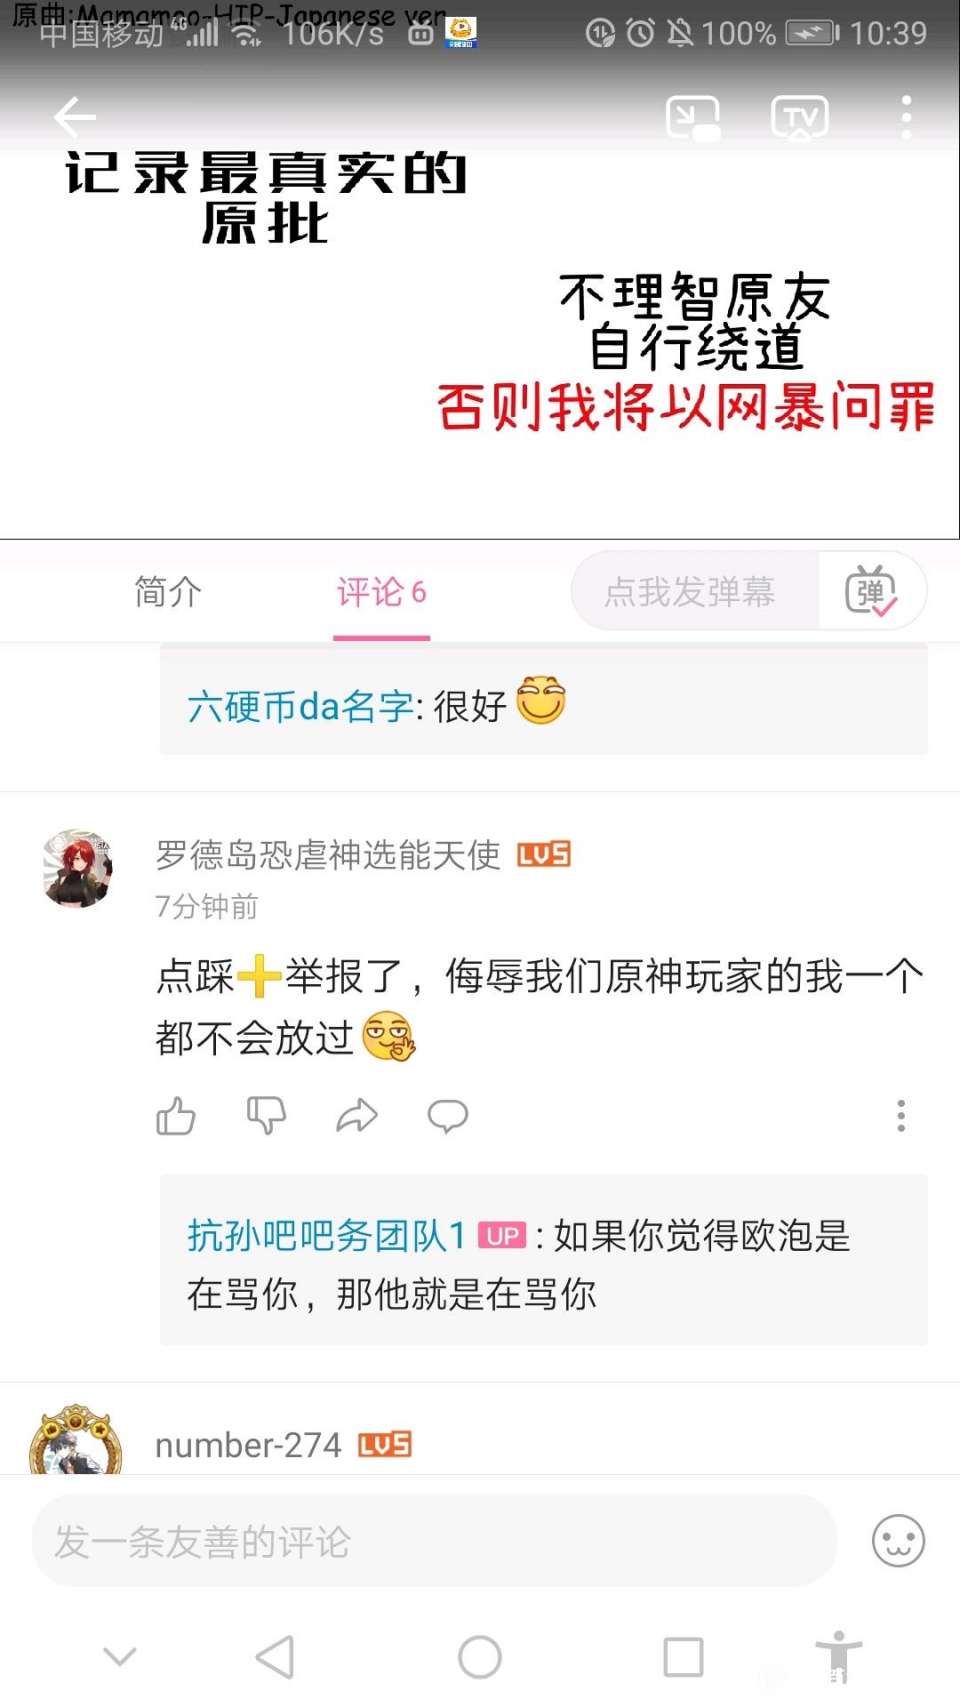 原曲:Mamamoo-HIP-Japanese ver
中国移动 4G 106K/s 100% 10:39
TV
记录最真实的
原批
不理智原友
自行绕道
否则我将以网暴问罪
简介 评论 6 点我发弹幕 弹
六硬币da名字: 很好
罗德岛恐虐神选能天使 LV5
7分钟前
点踩➕举报了，侮辱我们原神玩家的我一个
都不会放过
抗孙吧吧务团队1 UP : 如果你觉得欧泡是
在骂你，那他就是在骂你
number-274 LV5
发一条友善的评论